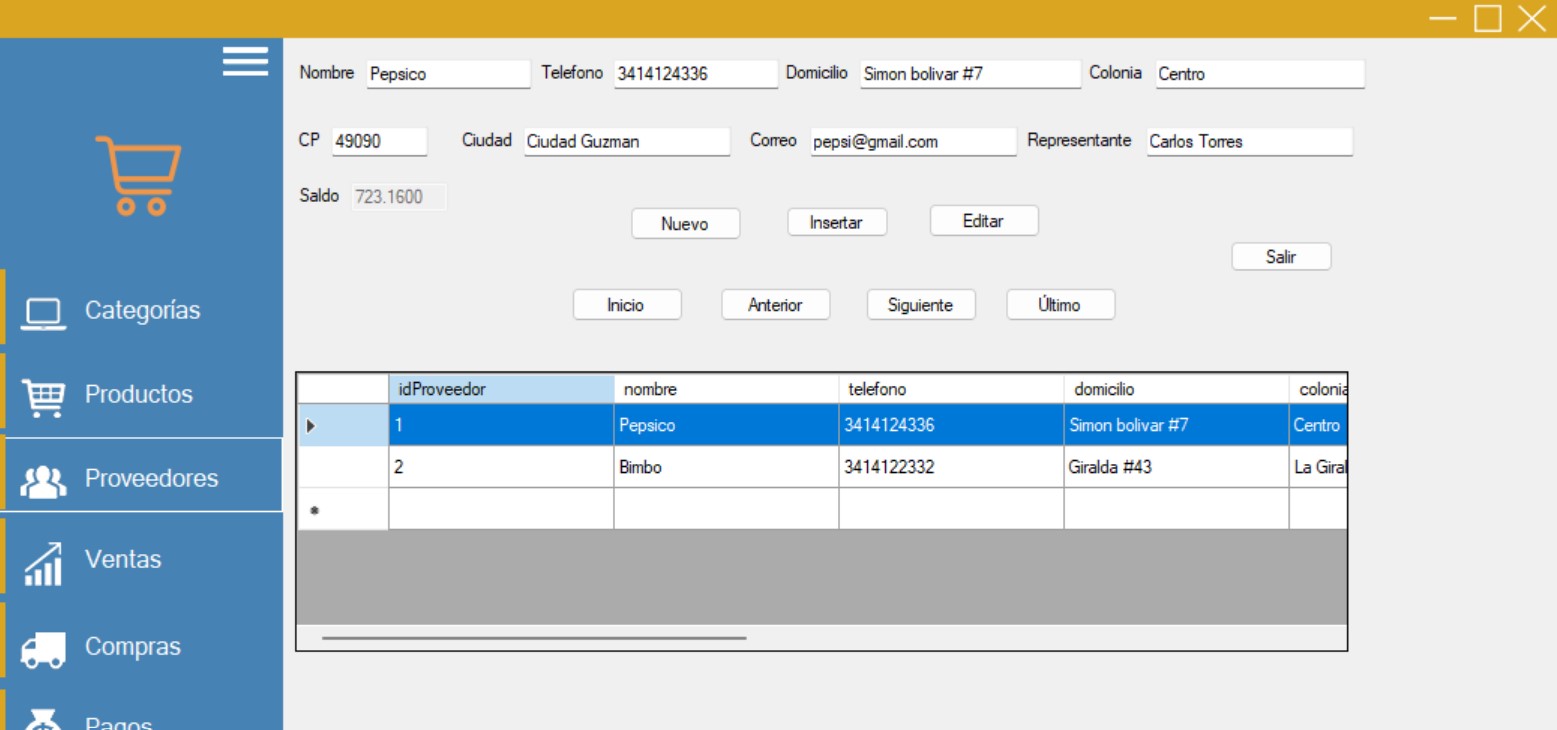 Nombre Pepsico Telefono 3414124336 Domicilio Simon bolivar #7 Colonia Centro
CP 49090 Ciudad Ciudad Guzman Correo pepsi@gmail.com Representante Carlos Torres
Saldo 723.1600
Nuevo Insertar Editar
Salir
Inicio Anterior Siguiente Último
Categorías
Productos
Proveedores
Ventas
Compras
Pagos
idProveedor nombre telefono domicilio colonia
1 Pepsico 3414124336 Simon bolivar #7 Centro
2 Bimbo 3414122332 Giralda #43 La Giral